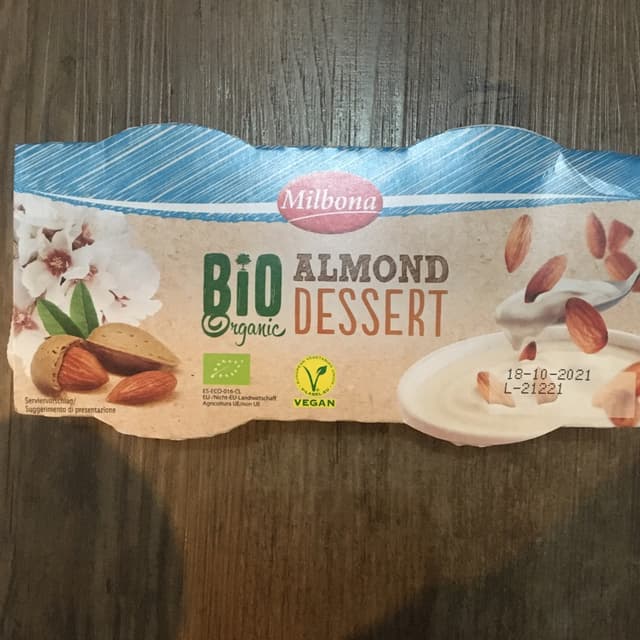 Milbona
BiO
Organic
ALMOND
DESSERT
18-10-2021
L-21221
ES-ECO-016-CL
EU-/Nicht-EU-Landwirtschaft
Agricoltura UE/non UE
VEGAN
Serviervorschlag/
Suggerimento di presentazione